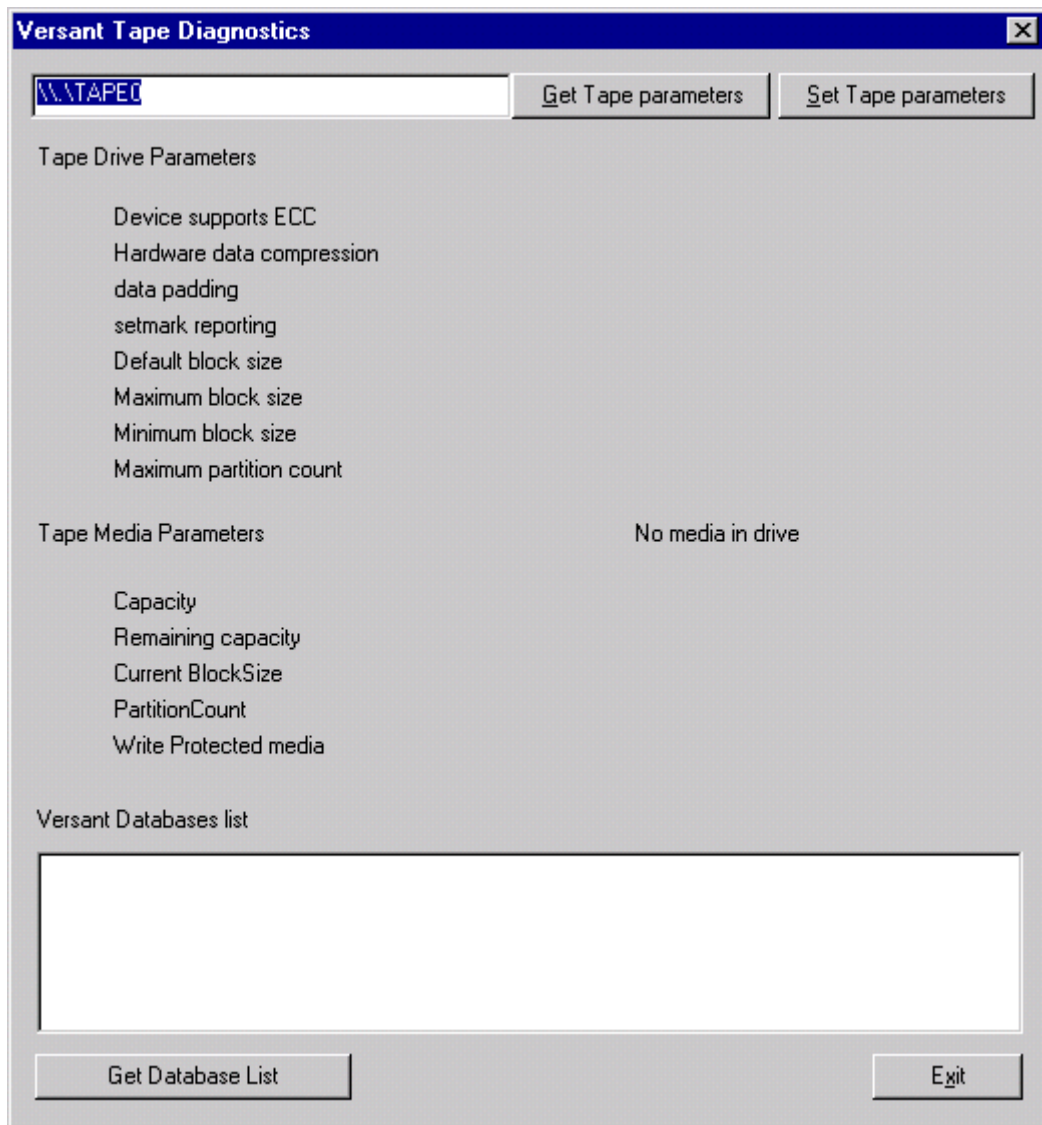 Versant Tape Diagnostics
\\.\TAPE0
Get Tape parameters
Set Tape parameters
Tape Drive Parameters
Device supports ECC
Hardware data compression
data padding
setmark reporting
Default block size
Maximum block size
Minimum block size
Maximum partition count
Tape Media Parameters
No media in drive
Capacity
Remaining capacity
Current BlockSize
PartitionCount
Write Protected media
Versant Databases list
Get Database List
Exit